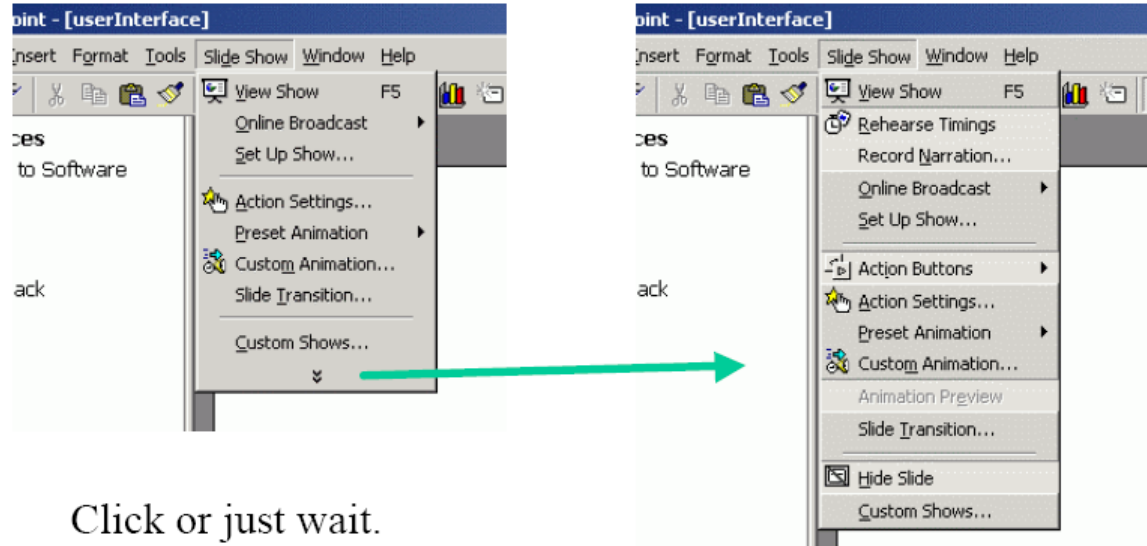 oint - [userInterface]
Insert Format Tools Slide Show Window Help
View Show F5
Online Broadcast
Set Up Show...
Action Settings...
Preset Animation
Custom Animation...
Slide Transition...
Custom Shows...
ces
to Software
ack
oint - [userInterface]
Insert Format Tools Slide Show Window Help
View Show F5
Rehearse Timings
Record Narration...
Online Broadcast
Set Up Show...
Action Buttons
Action Settings...
Preset Animation
Custom Animation...
Animation Preview
Slide Transition...
Hide Slide
Custom Shows...
ces
to Software
ack
Click or just wait.